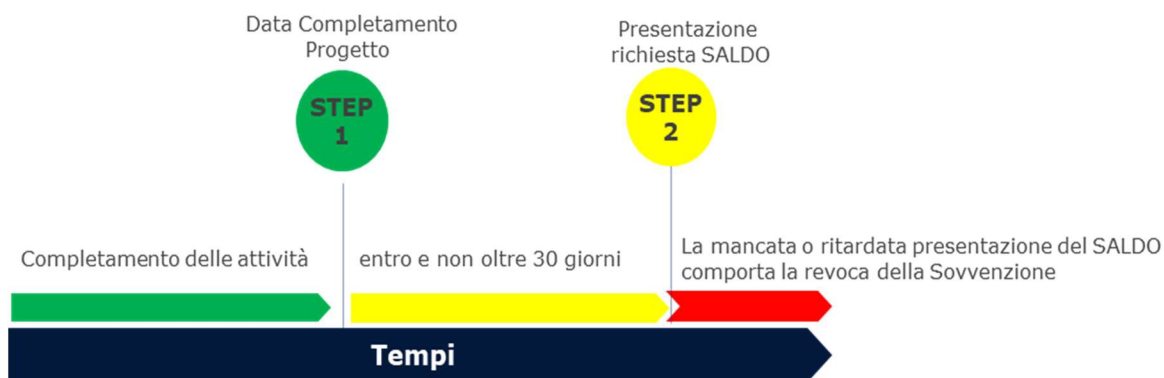 Data Completamento
Progetto
Presentazione
richiesta SALDO
STEP
1
STEP
2
Completamento delle attività
entro e non oltre 30 giorni
La mancata o ritardata presentazione del SALDO
comporta la revoca della Sovvenzione
Tempi